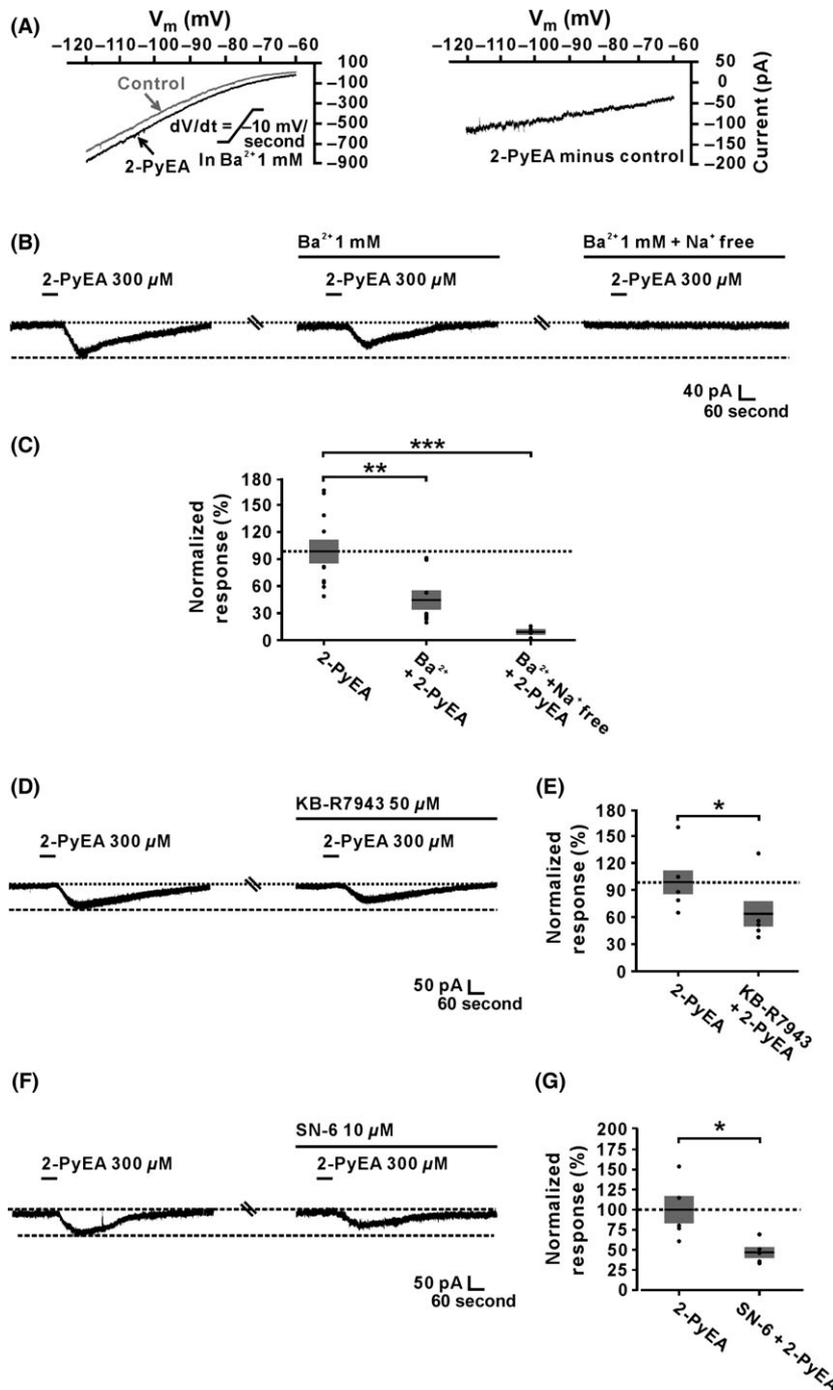 (A)
Vm (mV)
−120 −110 −100 −90 −80 −70 −60
100
−100
−300
−500
−700
−900
Control
dV/dt = −10 mV/
second
In Ba²⁺ 1 mM
2-PyEA
Vm (mV)
−120 −110 −100 −90 −80 −70 −60
50
0
−50
−100
−150
−200
Current (pA)
2-PyEA minus control
(B)
Ba²⁺ 1 mM
Ba²⁺ 1 mM + Na⁺ free
2-PyEA 300 µM
2-PyEA 300 µM
2-PyEA 300 µM
40 pA
60 second
(C)
***
**
Normalized
response (%)
180
150
120
90
60
30
0
2-PyEA
Ba²⁺
+ 2-PyEA
Ba²⁺+Na⁺ free
+ 2-PyEA
(D)
KB-R7943 50 µM
2-PyEA 300 µM
2-PyEA 300 µM
50 pA
60 second
(E)
*
Normalized
response (%)
180
150
120
90
60
30
0
2-PyEA
KB-R7943
+ 2-PyEA
(F)
SN-6 10 µM
2-PyEA 300 µM
2-PyEA 300 µM
50 pA
60 second
(G)
*
Normalized
response (%)
200
175
150
125
100
75
50
25
0
2-PyEA
SN-6 + 2-PyEA